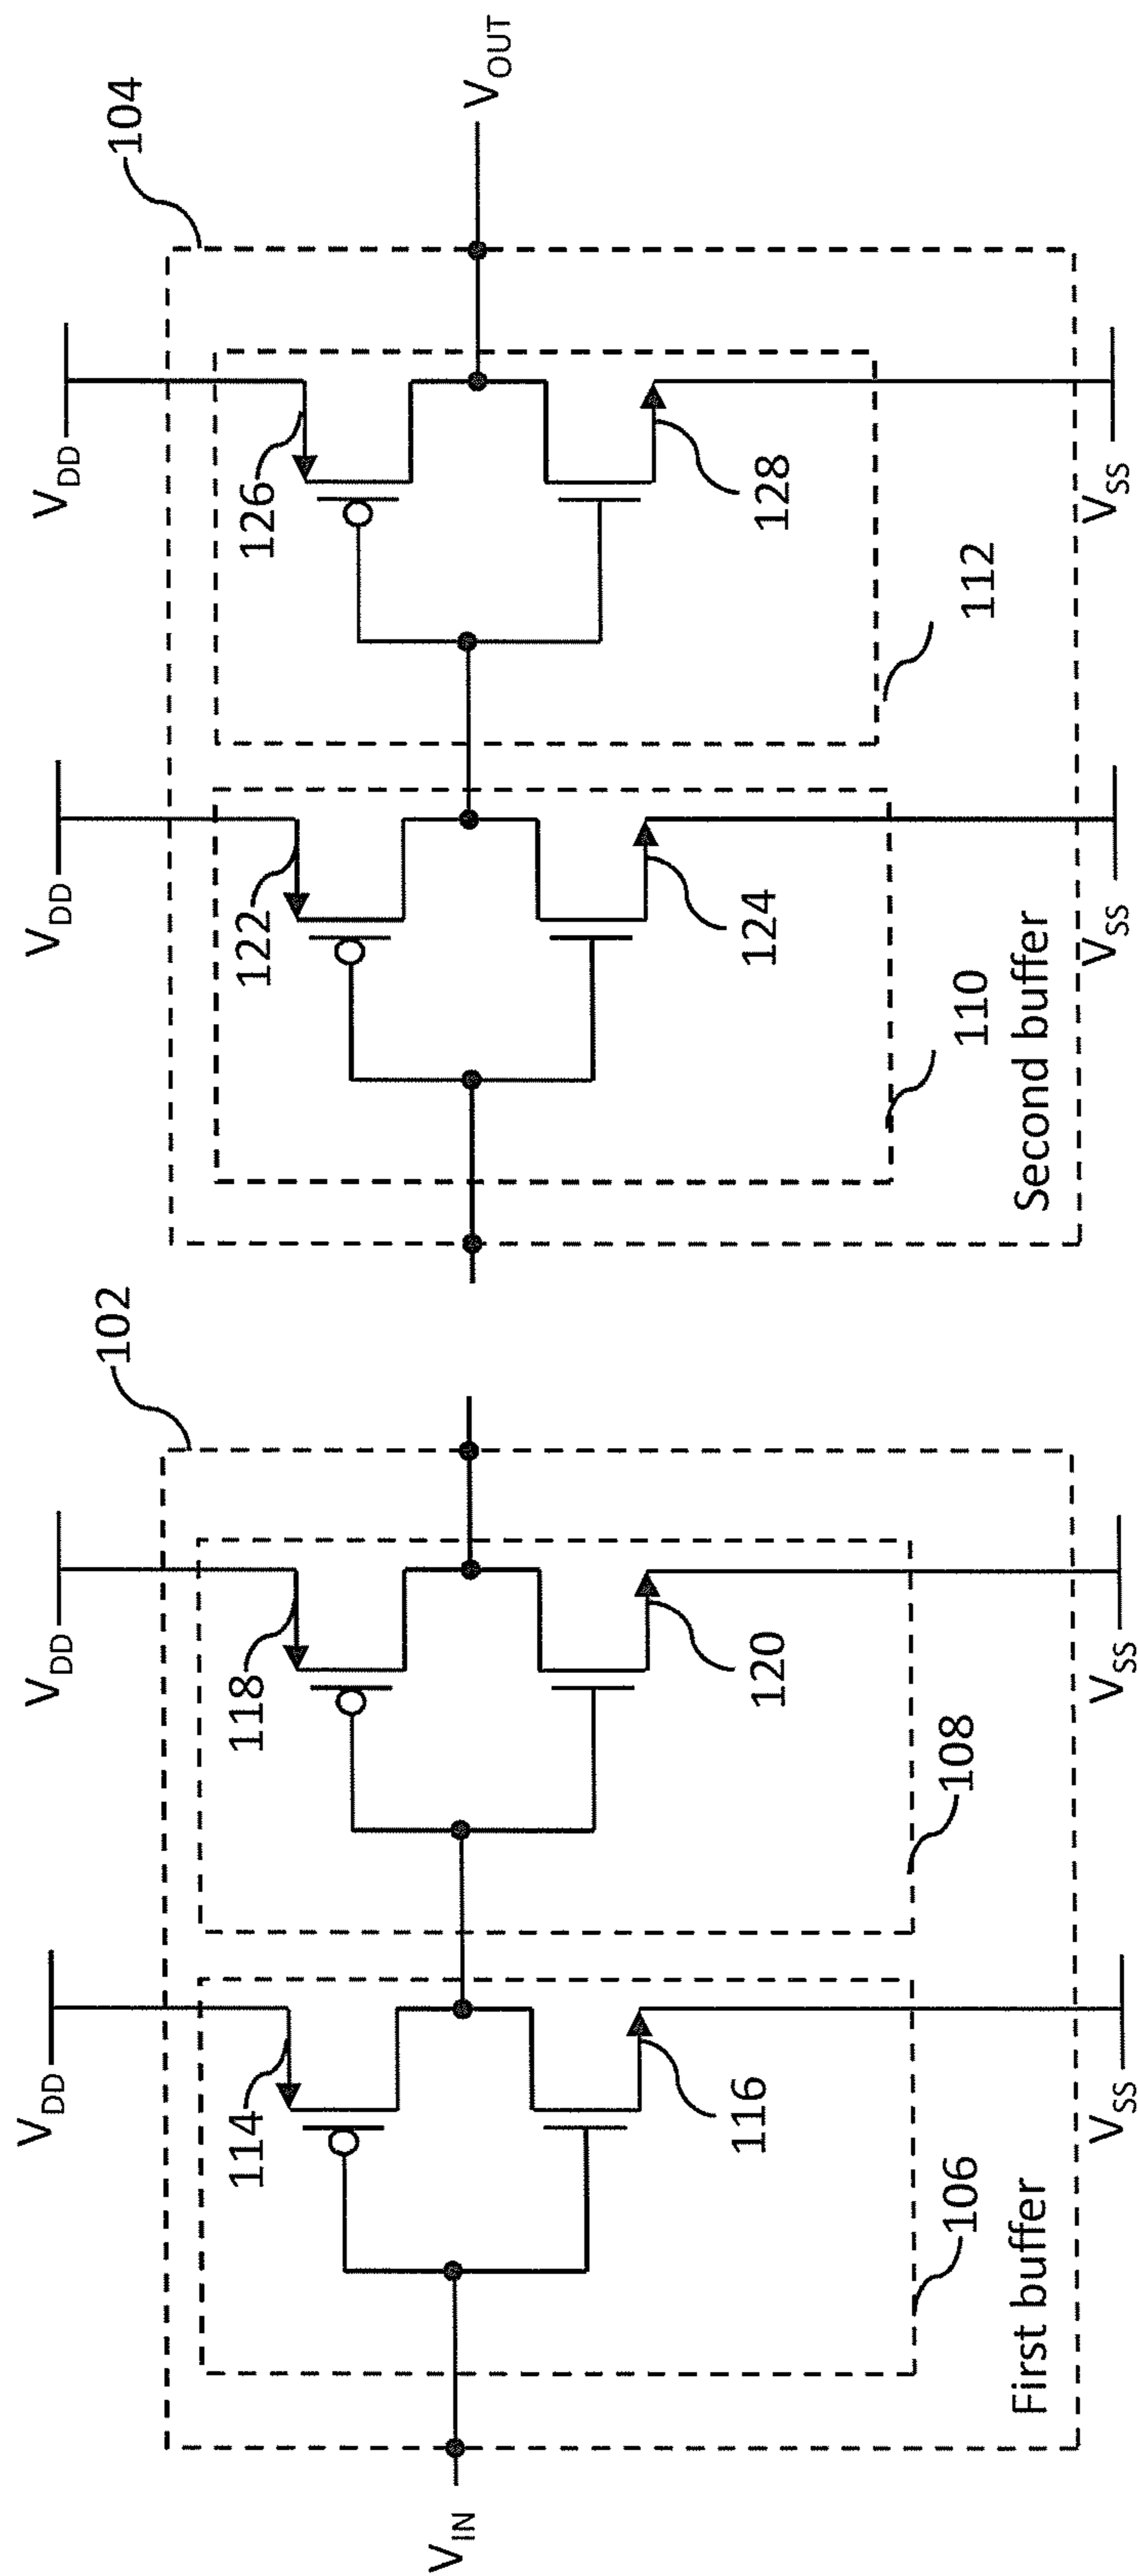 V_DD
V_DD
V_DD
V_DD
102
104
114
118
122
126
V_IN
V_OUT
116
120
124
128
106
108
110
112
First buffer
Second buffer
V_SS
V_SS
V_SS
V_SS